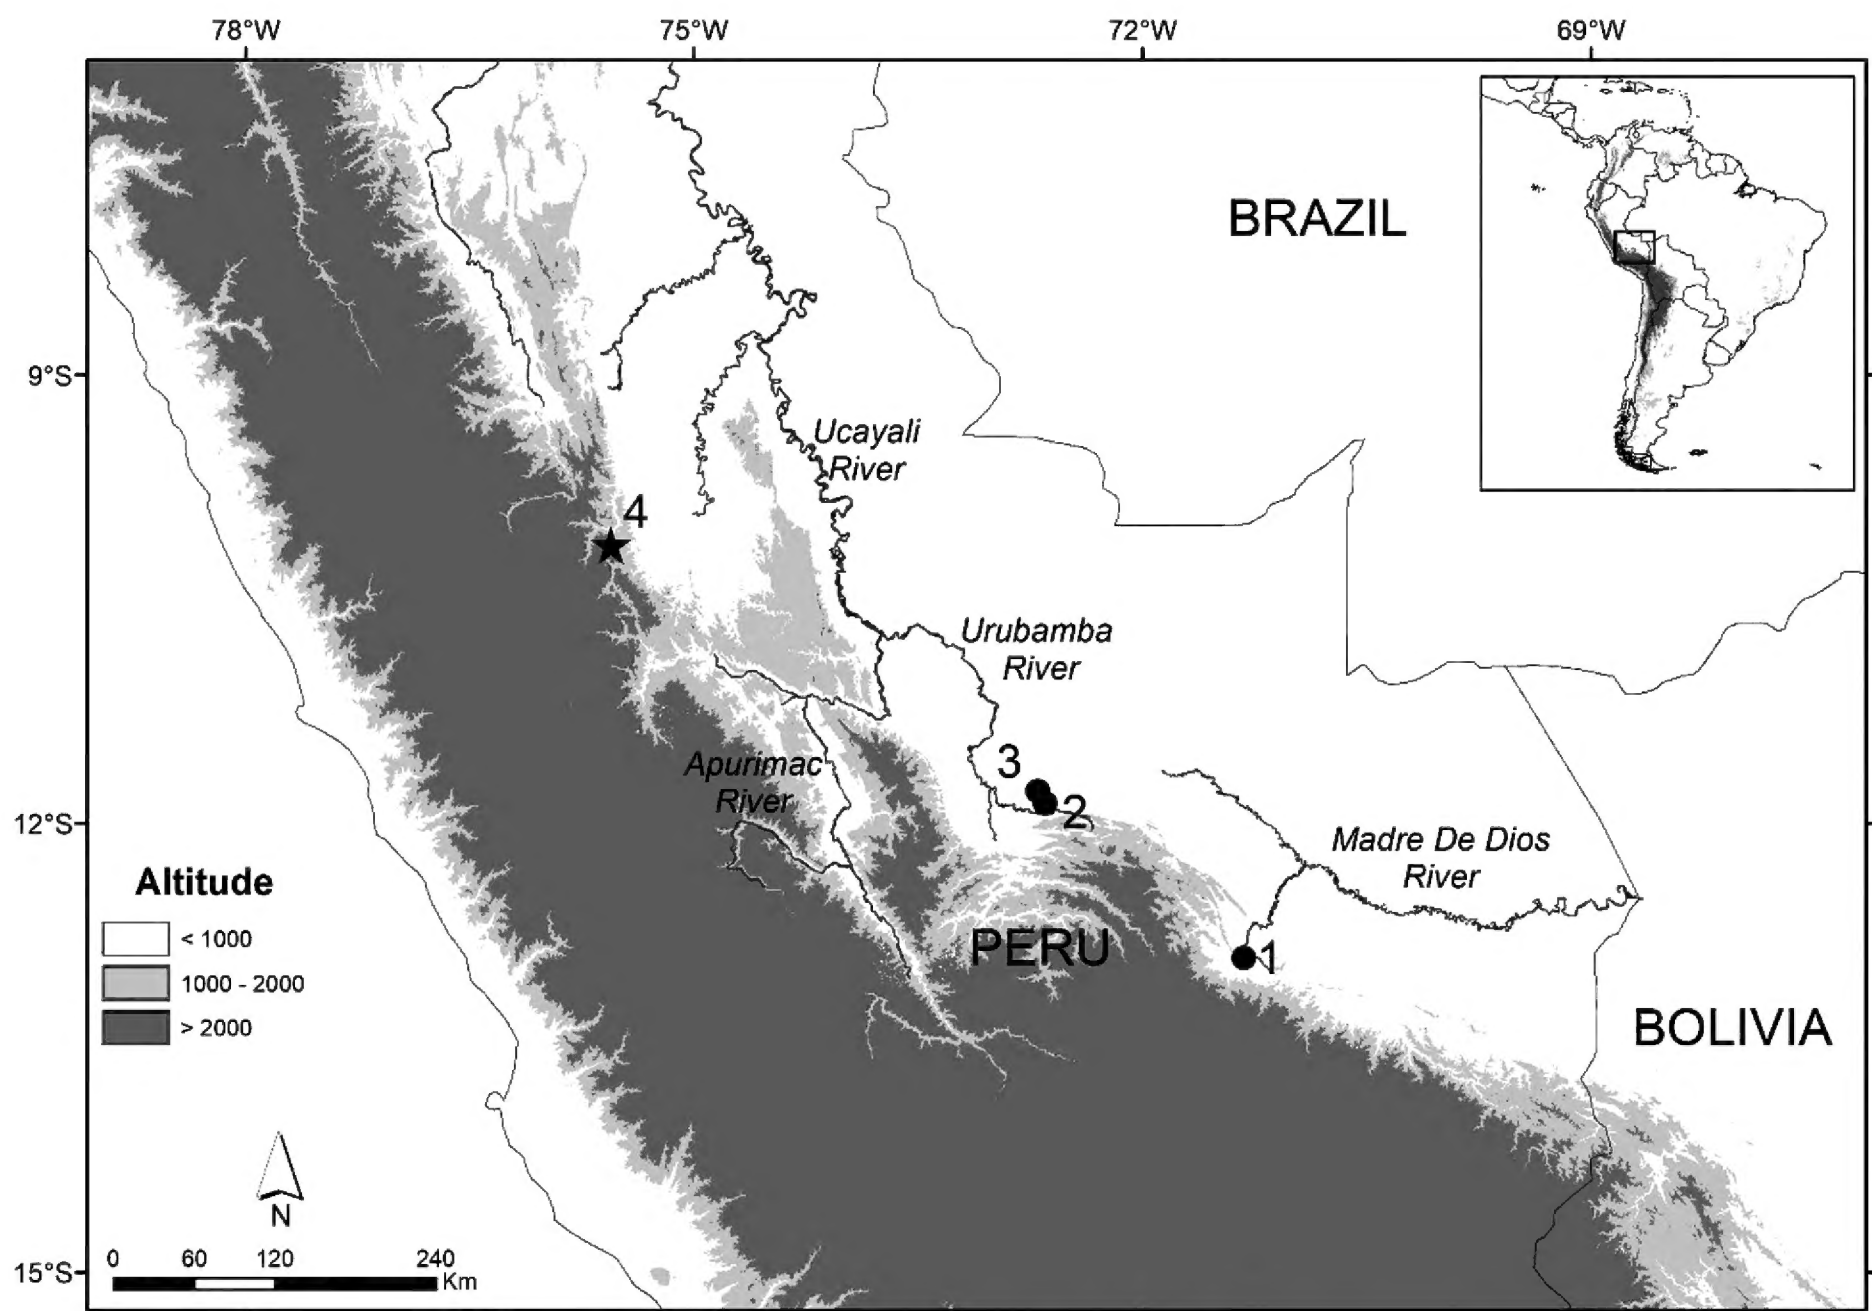 78°W 75°W 72°W 69°W
BRAZIL
9°S
Ucayali
River
4
Urubamba
River
3
Apurimac
River
2
12°S
Madre De Dios
River
Altitude
< 1000
PERU
1
1000 - 2000
> 2000
BOLIVIA
N
0 60 120 240
Km
15°S